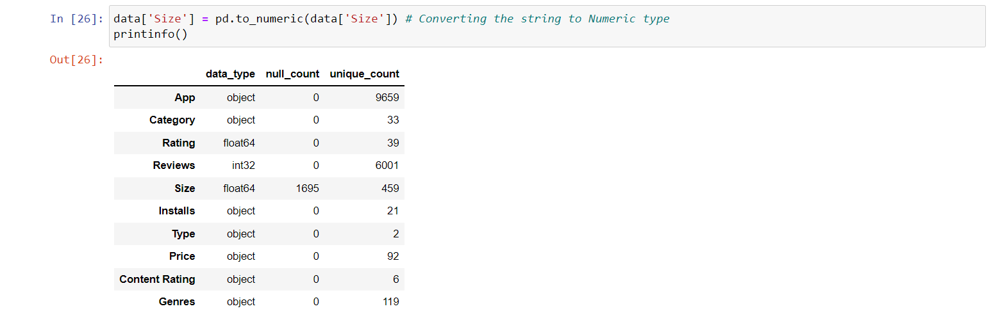 In [26]: data['Size'] = pd.to_numeric(data['Size']) # Converting the string to Numeric type
printinfo()
Out[26]:
data_type null_count unique_count
App object 0 9659
Category object 0 33
Rating float64 0 39
Reviews int32 0 6001
Size float64 1695 459
Installs object 0 21
Type object 0 2
Price object 0 92
Content Rating object 0 6
Genres object 0 119